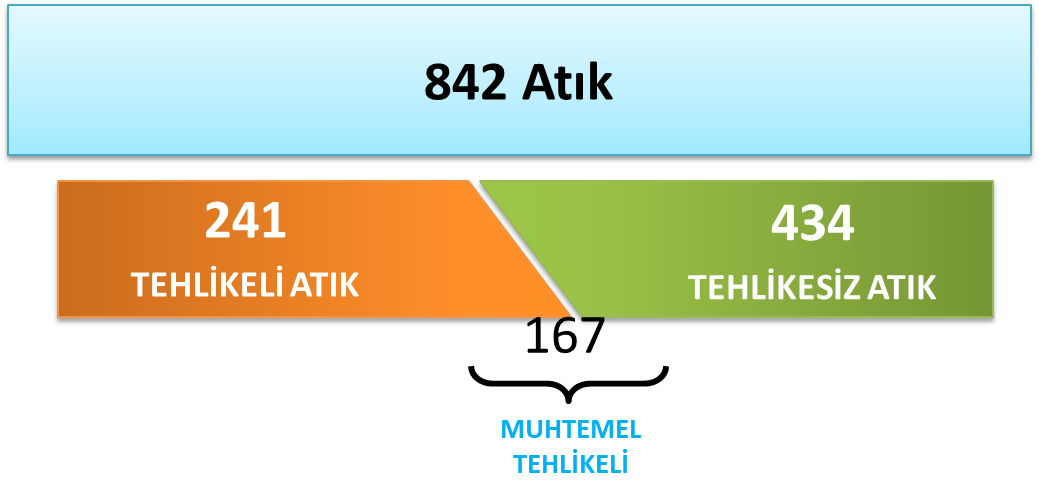 842 Atık
241
TEHLİKELİ ATIK
434
TEHLİKESİZ ATIK
167
MUHTEMEL
TEHLİKELİ